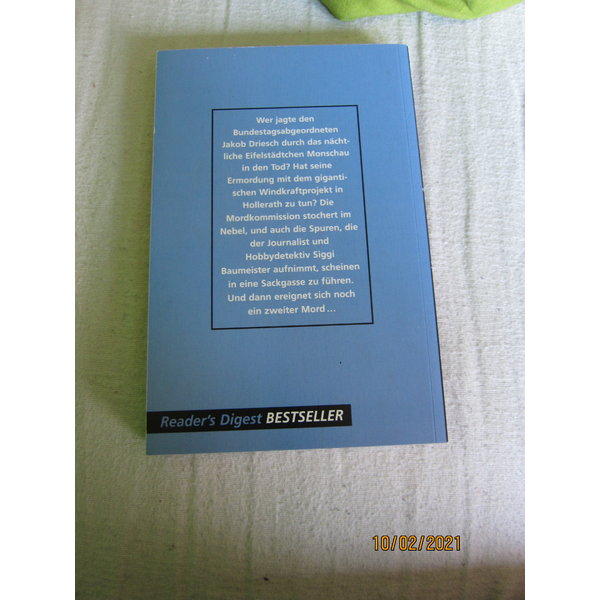 Wer jagte den
Bundestagsabgeordneten
Jakob Driesch durch das nächt-
liche Eifelstädtchen Monschau
in den Tod? Hat seine
Ermordung mit dem giganti-
schen Windkraftprojekt in
Hollerath zu tun? Die
Mordkommission stochert im
Nebel, und auch die Spuren, die
der Journalist und
Hobbydetektiv Siggi
Baumeister aufnimmt, scheinen
in eine Sackgasse zu führen.
Und dann ereignet sich noch
ein zweiter Mord...
Reader's Digest BESTSELLER
10/02/2021